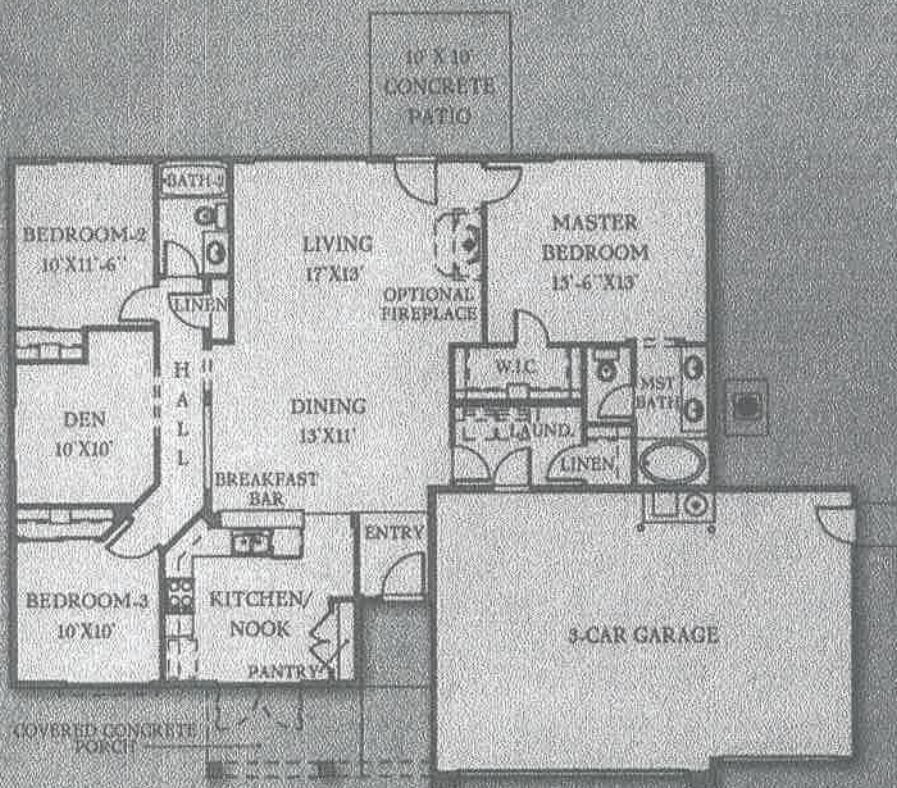 10' X 10'
CONCRETE
PATIO
BATH-2
BEDROOM-2
10'X11'-6"
LIVING
17'X13'
MASTER
BEDROOM
15'-6"X13'
OPTIONAL
FIREPLACE
LINEN
HALL
W.I.C.
MST
BATH
DEN
10'X10'
DINING
13'X11'
LAUND.
LINEN
BREAKFAST
BAR
ENTRY
BEDROOM-3
10'X10'
KITCHEN/
NOOK
PANTRY
3-CAR GARAGE
COVERED CONCRETE
PORCH